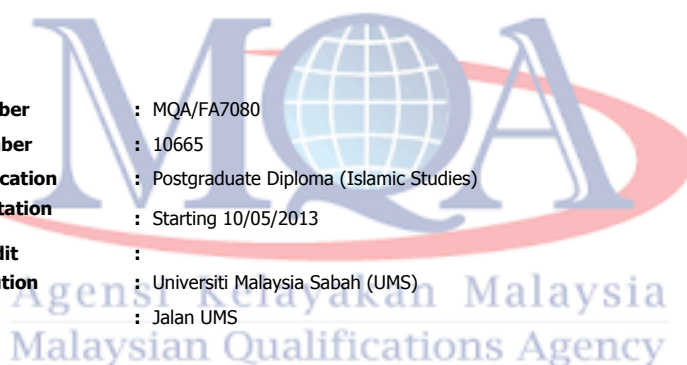 MQA
ber : MQA/FA7080
ber : 10665
cation : Postgraduate Diploma (Islamic Studies)
tation : Starting 10/05/2013
dit :
ution : Universiti Malaysia Sabah (UMS)
: Jalan UMS
Agensi Kelayakan Malaysia
Malaysian Qualifications Agency